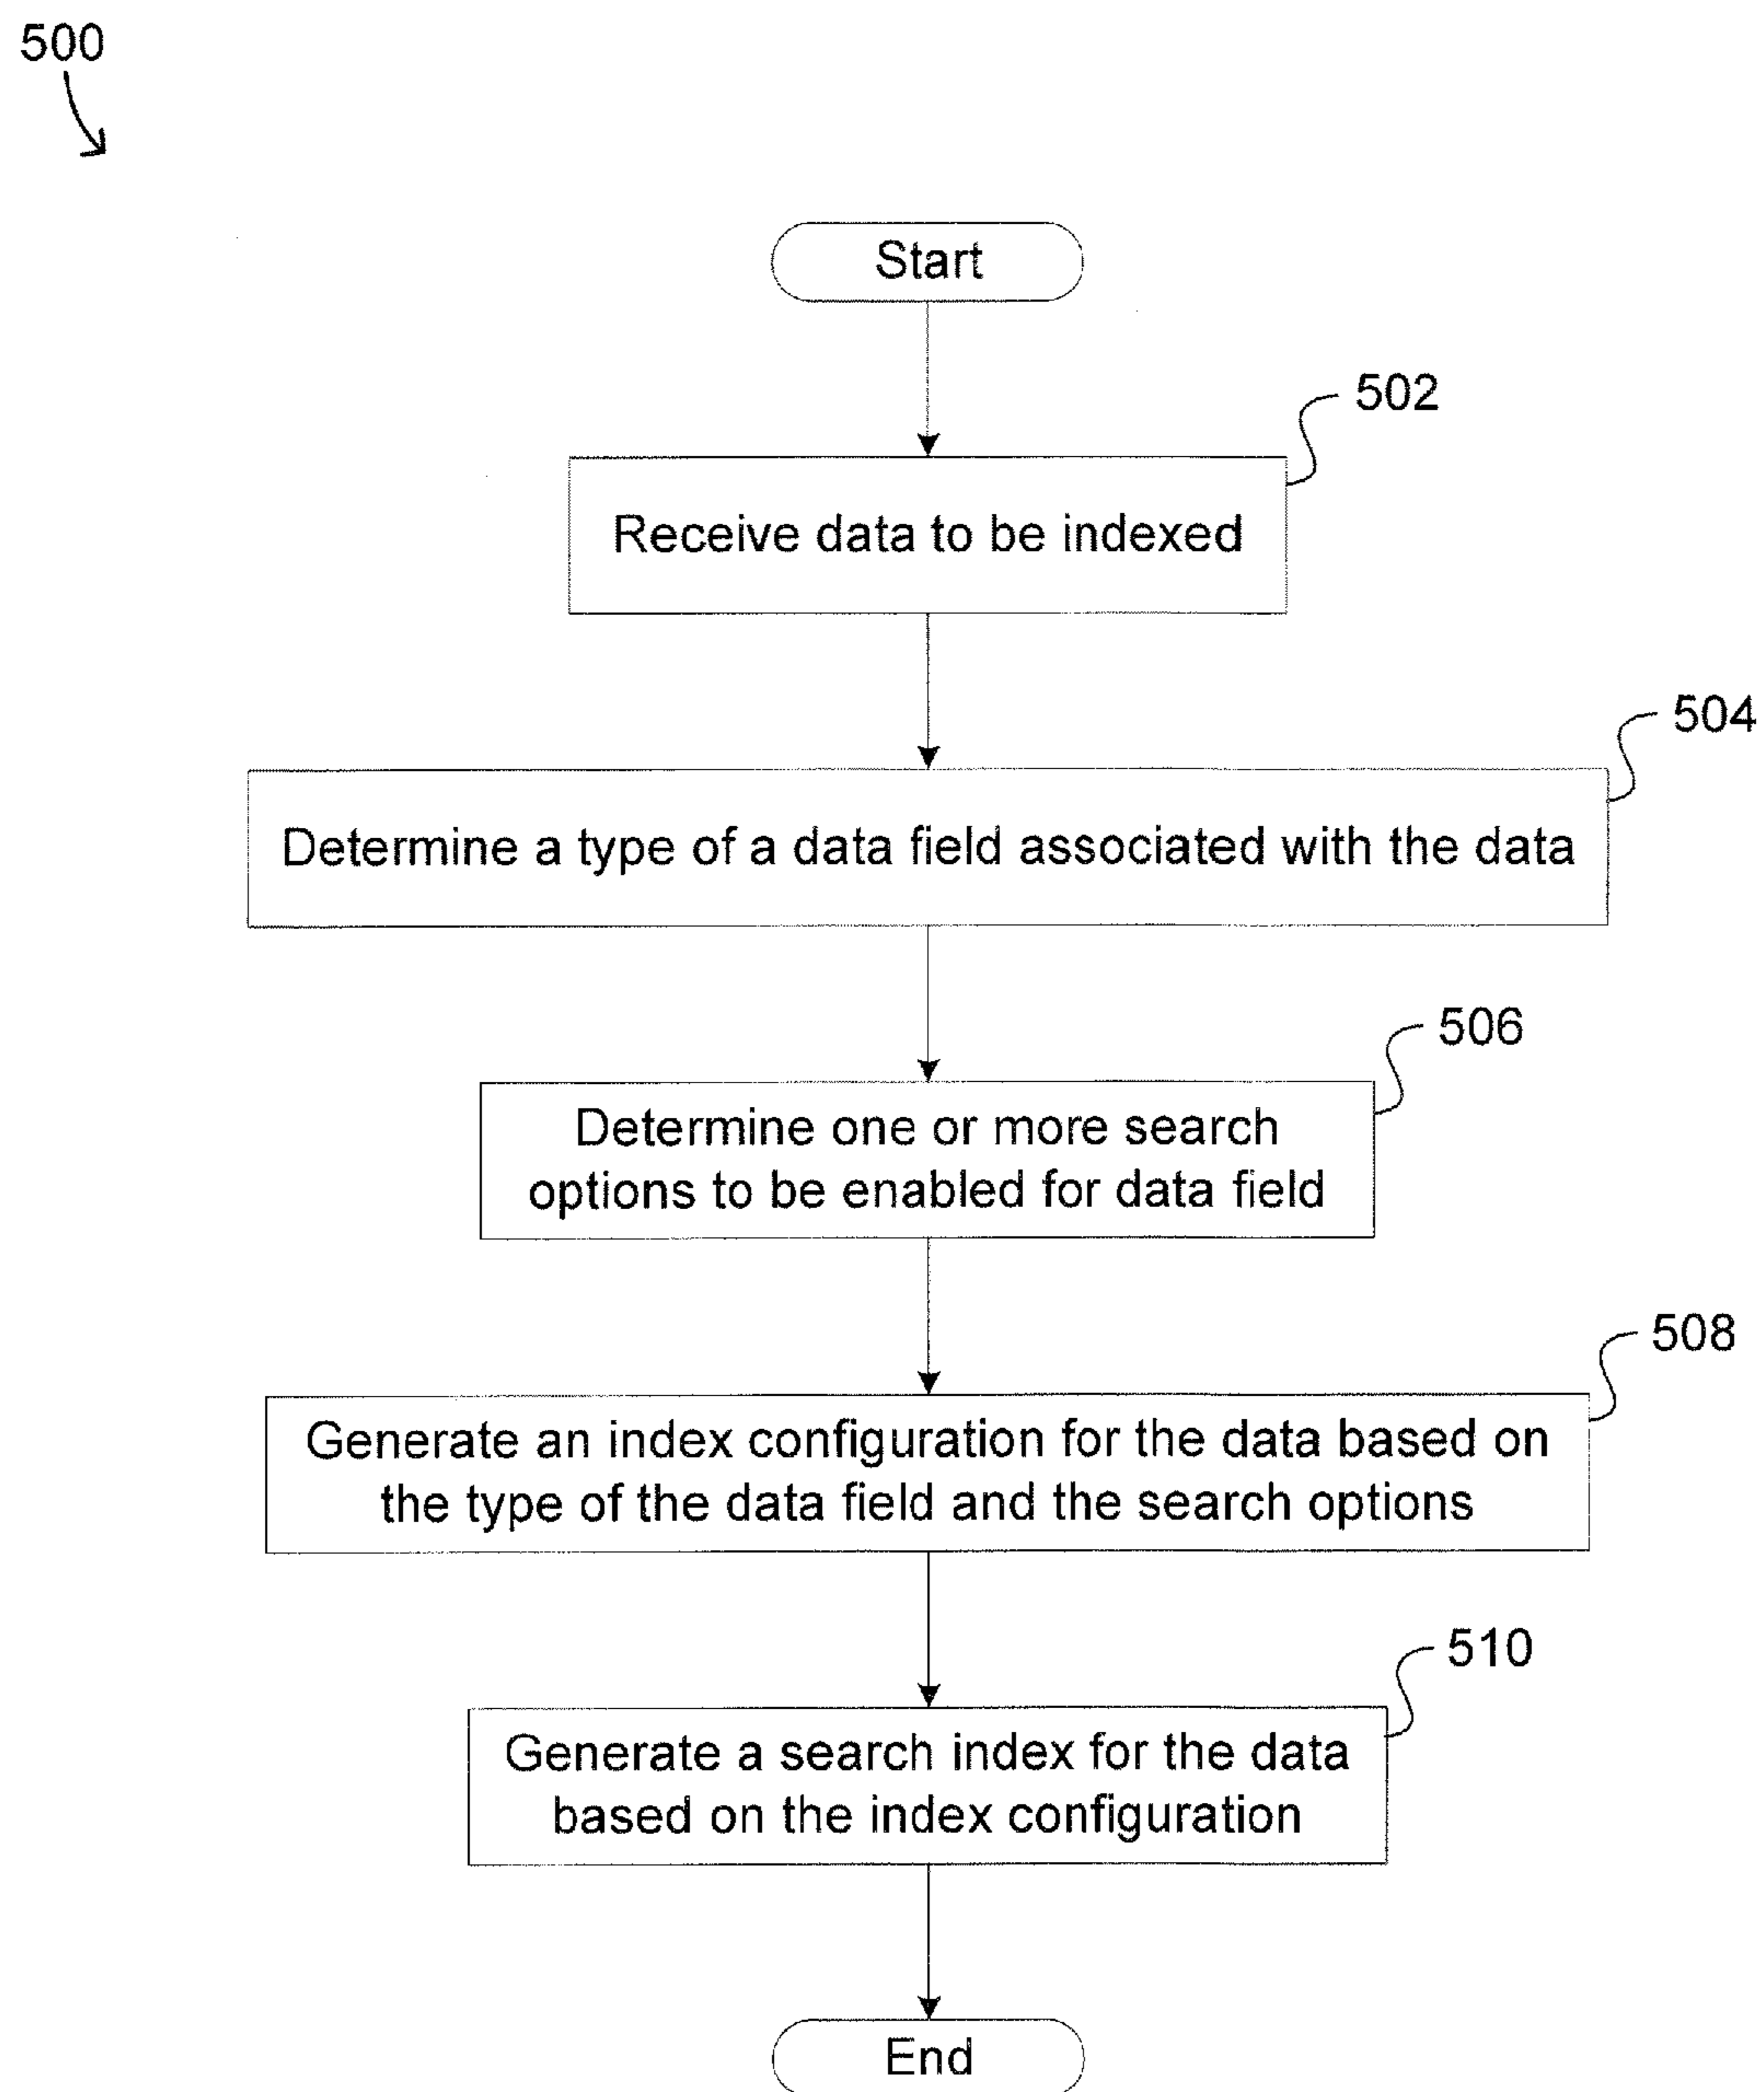 500
Start
502
Receive data to be indexed
504
Determine a type of a data field associated with the data
506
Determine one or more search
options to be enabled for data field
508
Generate an index configuration for the data based on
the type of the data field and the search options
510
Generate a search index for the data
based on the index configuration
End